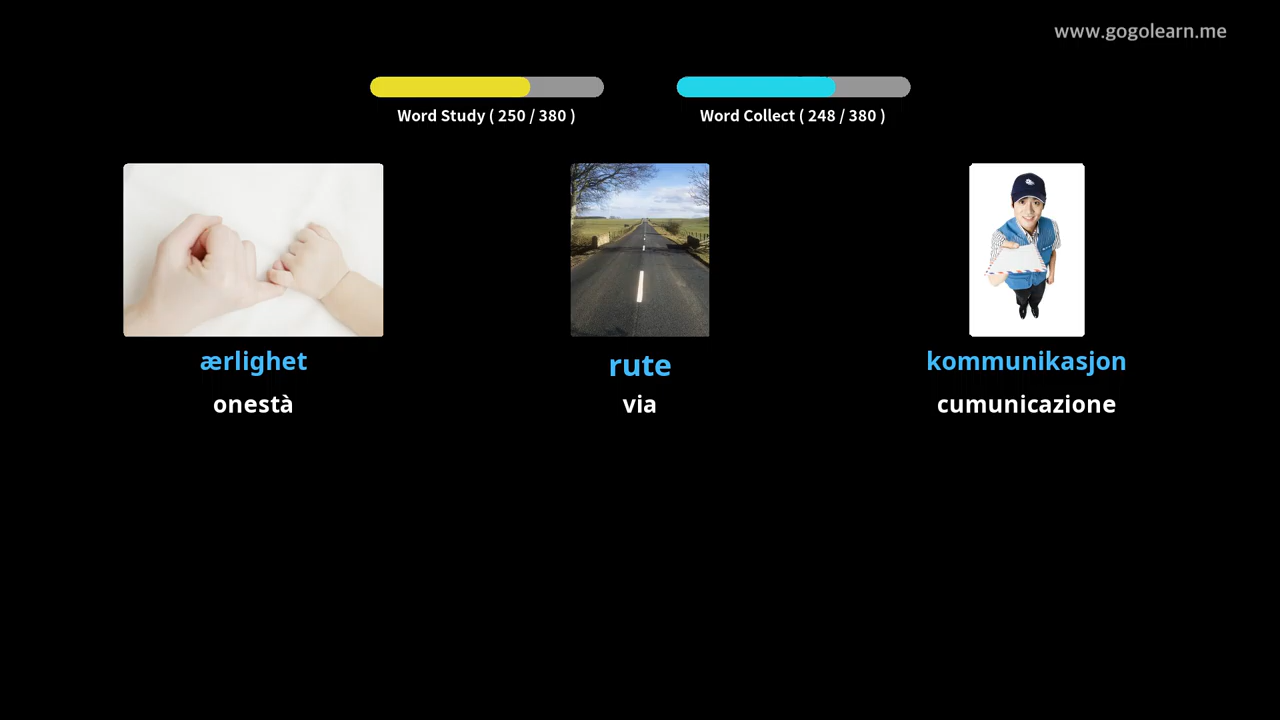 www.gogolearn.me
Word Study ( 250 / 380 )
Word Collect ( 248 / 380 )
ærlighet
rute
kommunikasjon
onestà
via
cumunicazione